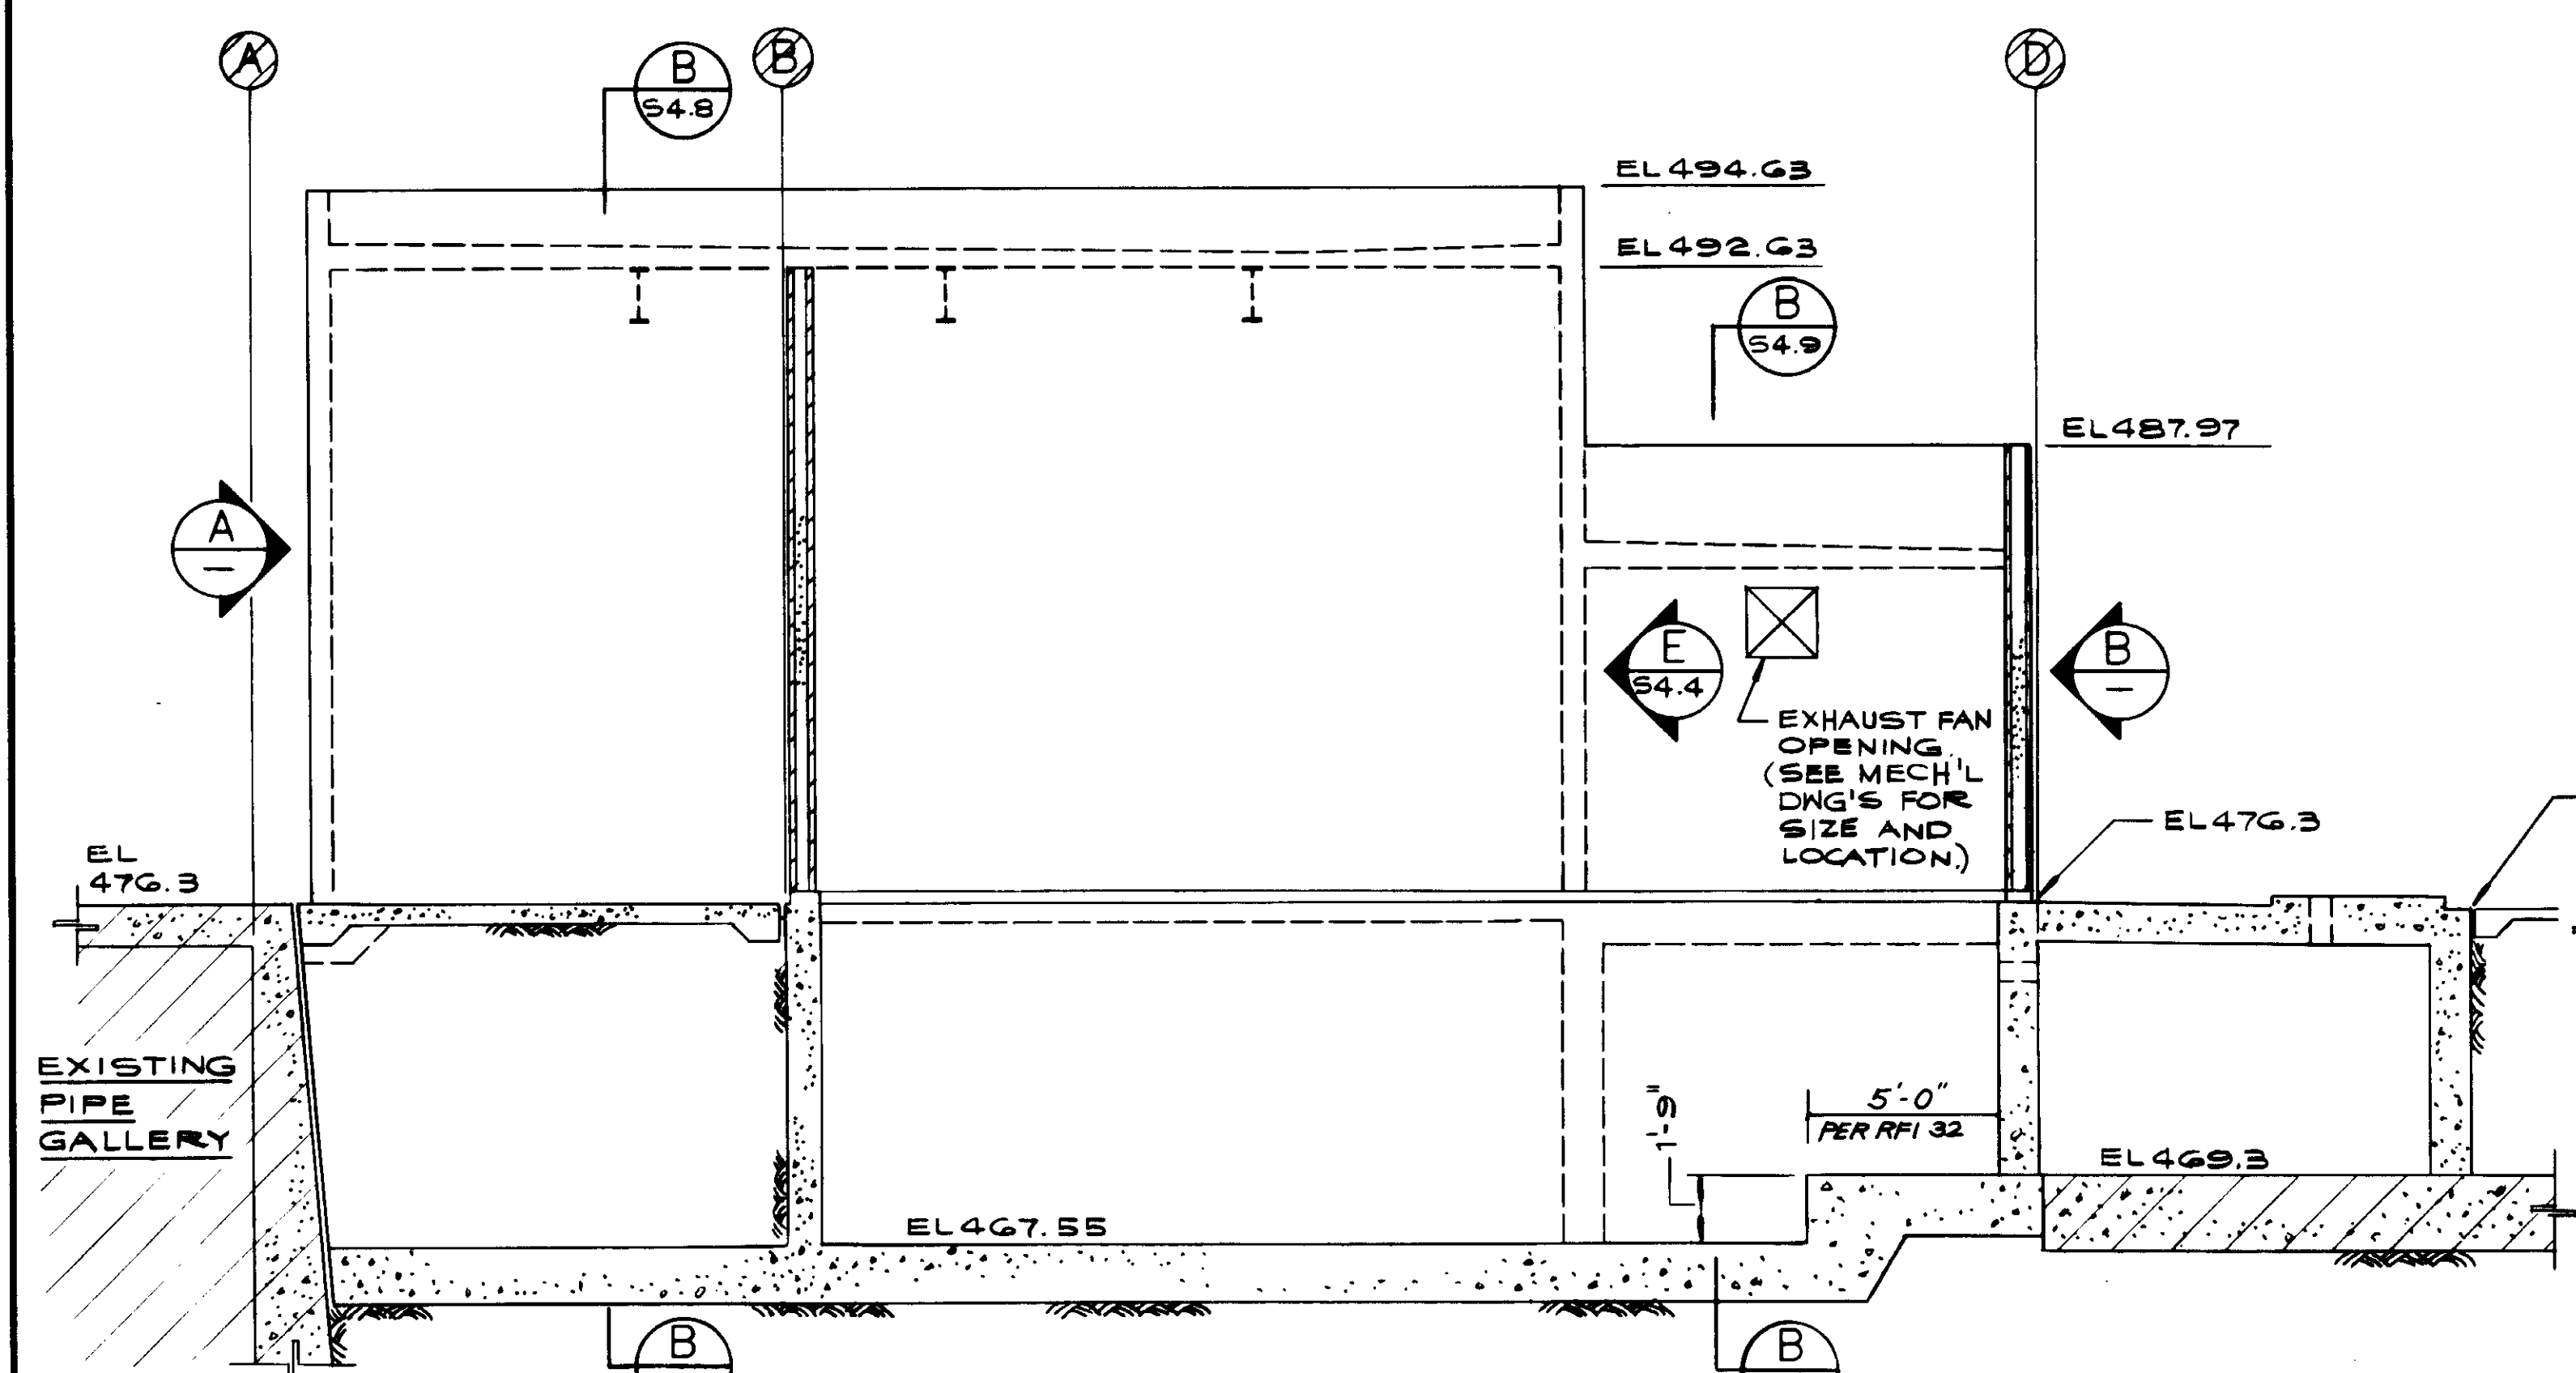 A
B
D
B
S4.8
EL 494.63
EL 492.63
B
S4.9
EL 487.97
A
—
E
S4.4
B
—
EXHAUST FAN
OPENING.
(SEE MECH'L
DWG'S FOR
SIZE AND
LOCATION.)
EL 476.3
EL
476.3
EXISTING
PIPE
GALLERY
1'-9"
5'-0"
PER RFI 32
EL 469.3
EL 467.55
B
B